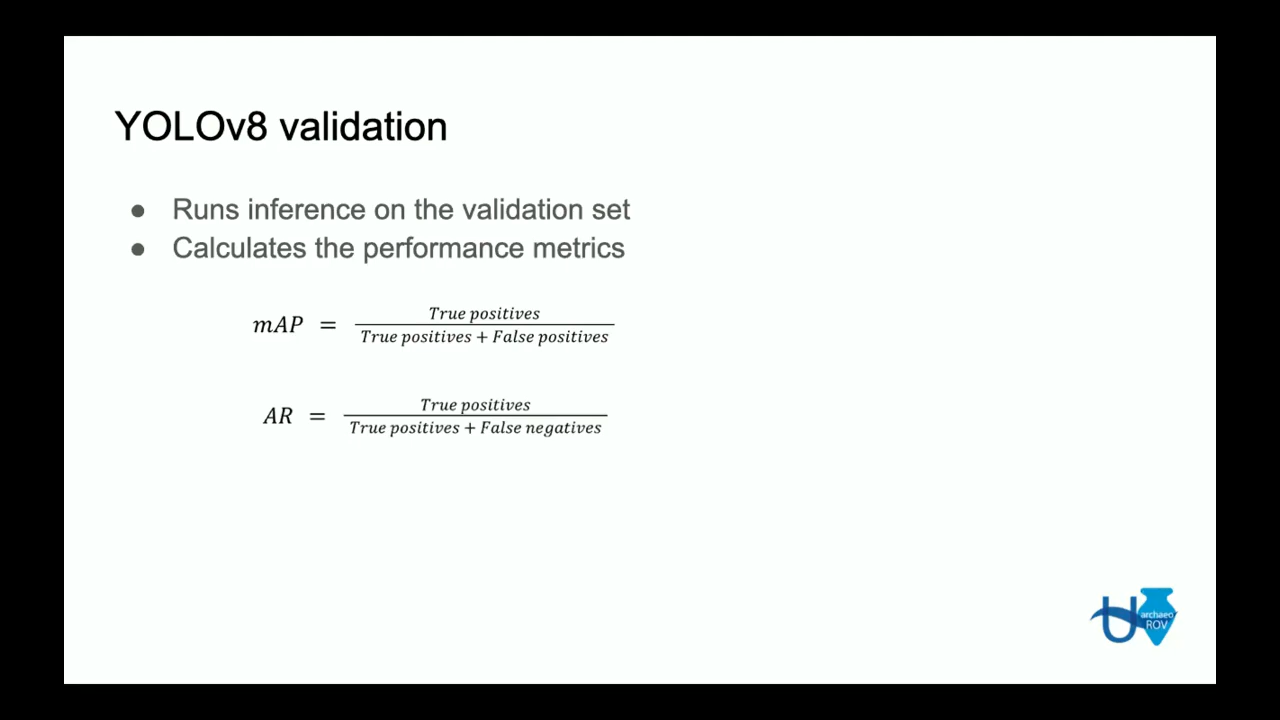 YOLOv8 validation
● Runs inference on the validation set
● Calculates the performance metrics
mAP = True positives / True positives + False positives
AR = True positives / True positives + False negatives
archaeo
ROV